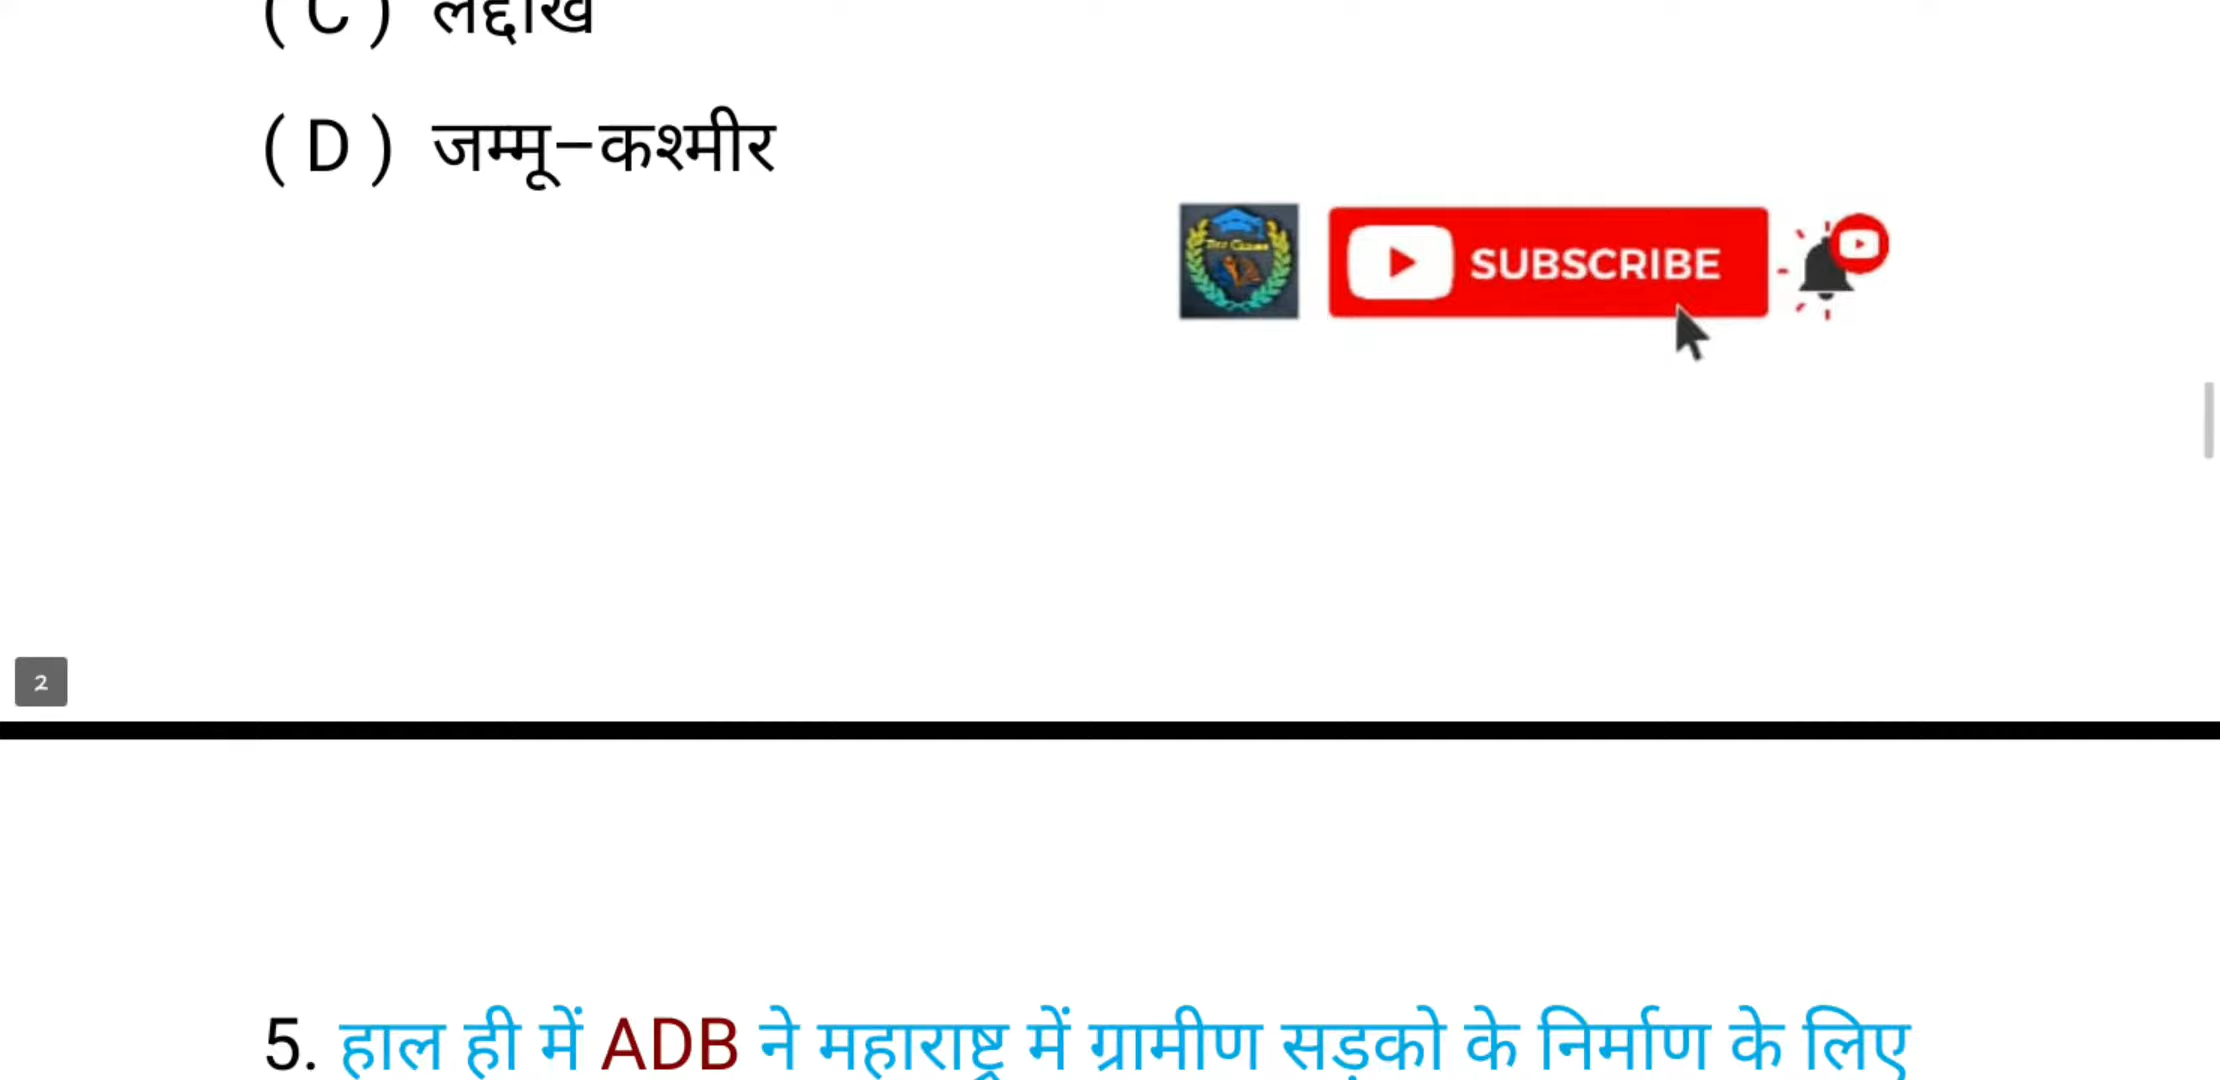 ( C ) लद्दाख
( D ) जम्मू-कश्मीर
SUBSCRIBE
2
5. हाल ही में ADB ने महाराष्ट्र में ग्रामीण सड़को के निर्माण के लिए